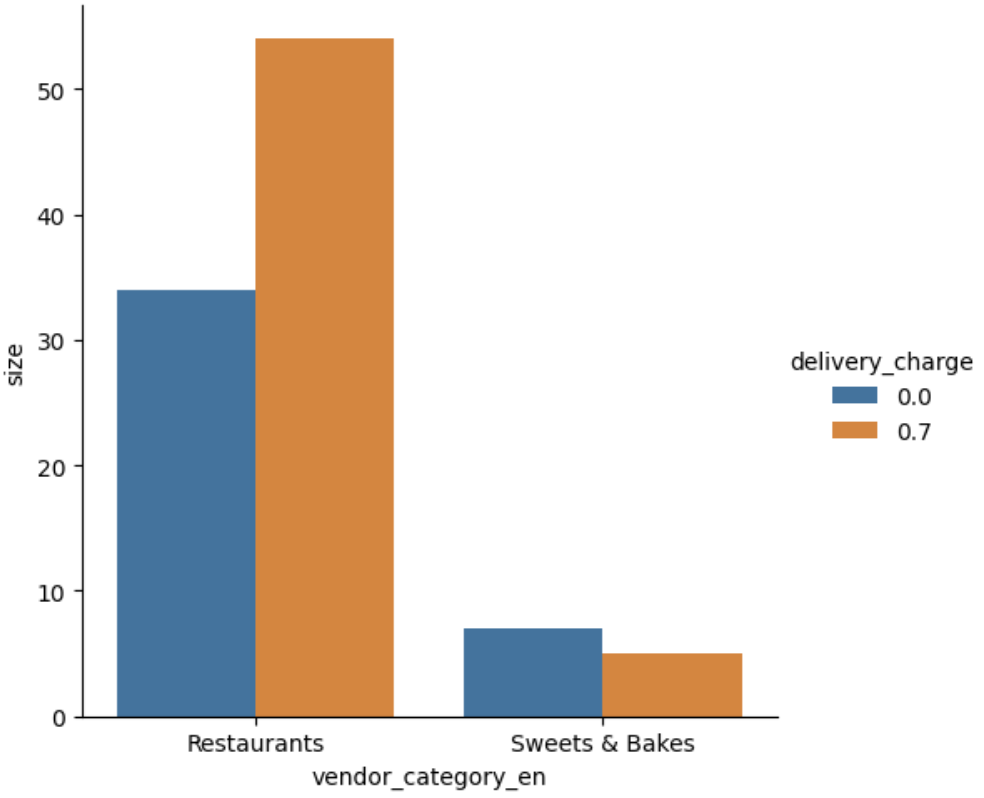 50
40
30
20
10
0
size
Restaurants
Sweets & Bakes
vendor_category_en
delivery_charge
0.0
0.7